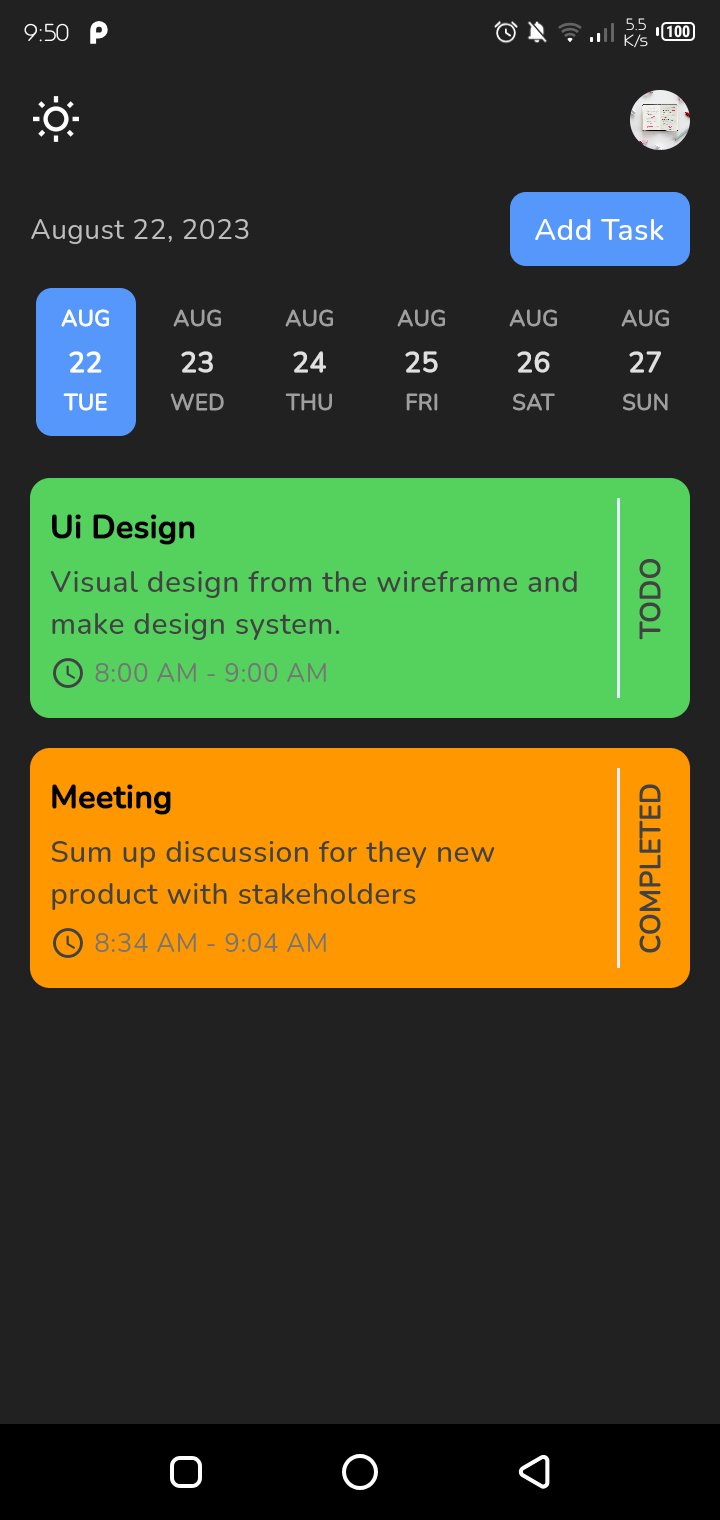 9:50
5.5
K/s
100
August 22, 2023
Add Task
AUG AUG AUG AUG AUG AUG
22 23 24 25 26 27
TUE WED THU FRI SAT SUN
Ui Design
Visual design from the wireframe and
make design system.
8:00 AM - 9:00 AM
TODO
Meeting
Sum up discussion for they new
product with stakeholders
8:34 AM - 9:04 AM
COMPLETED